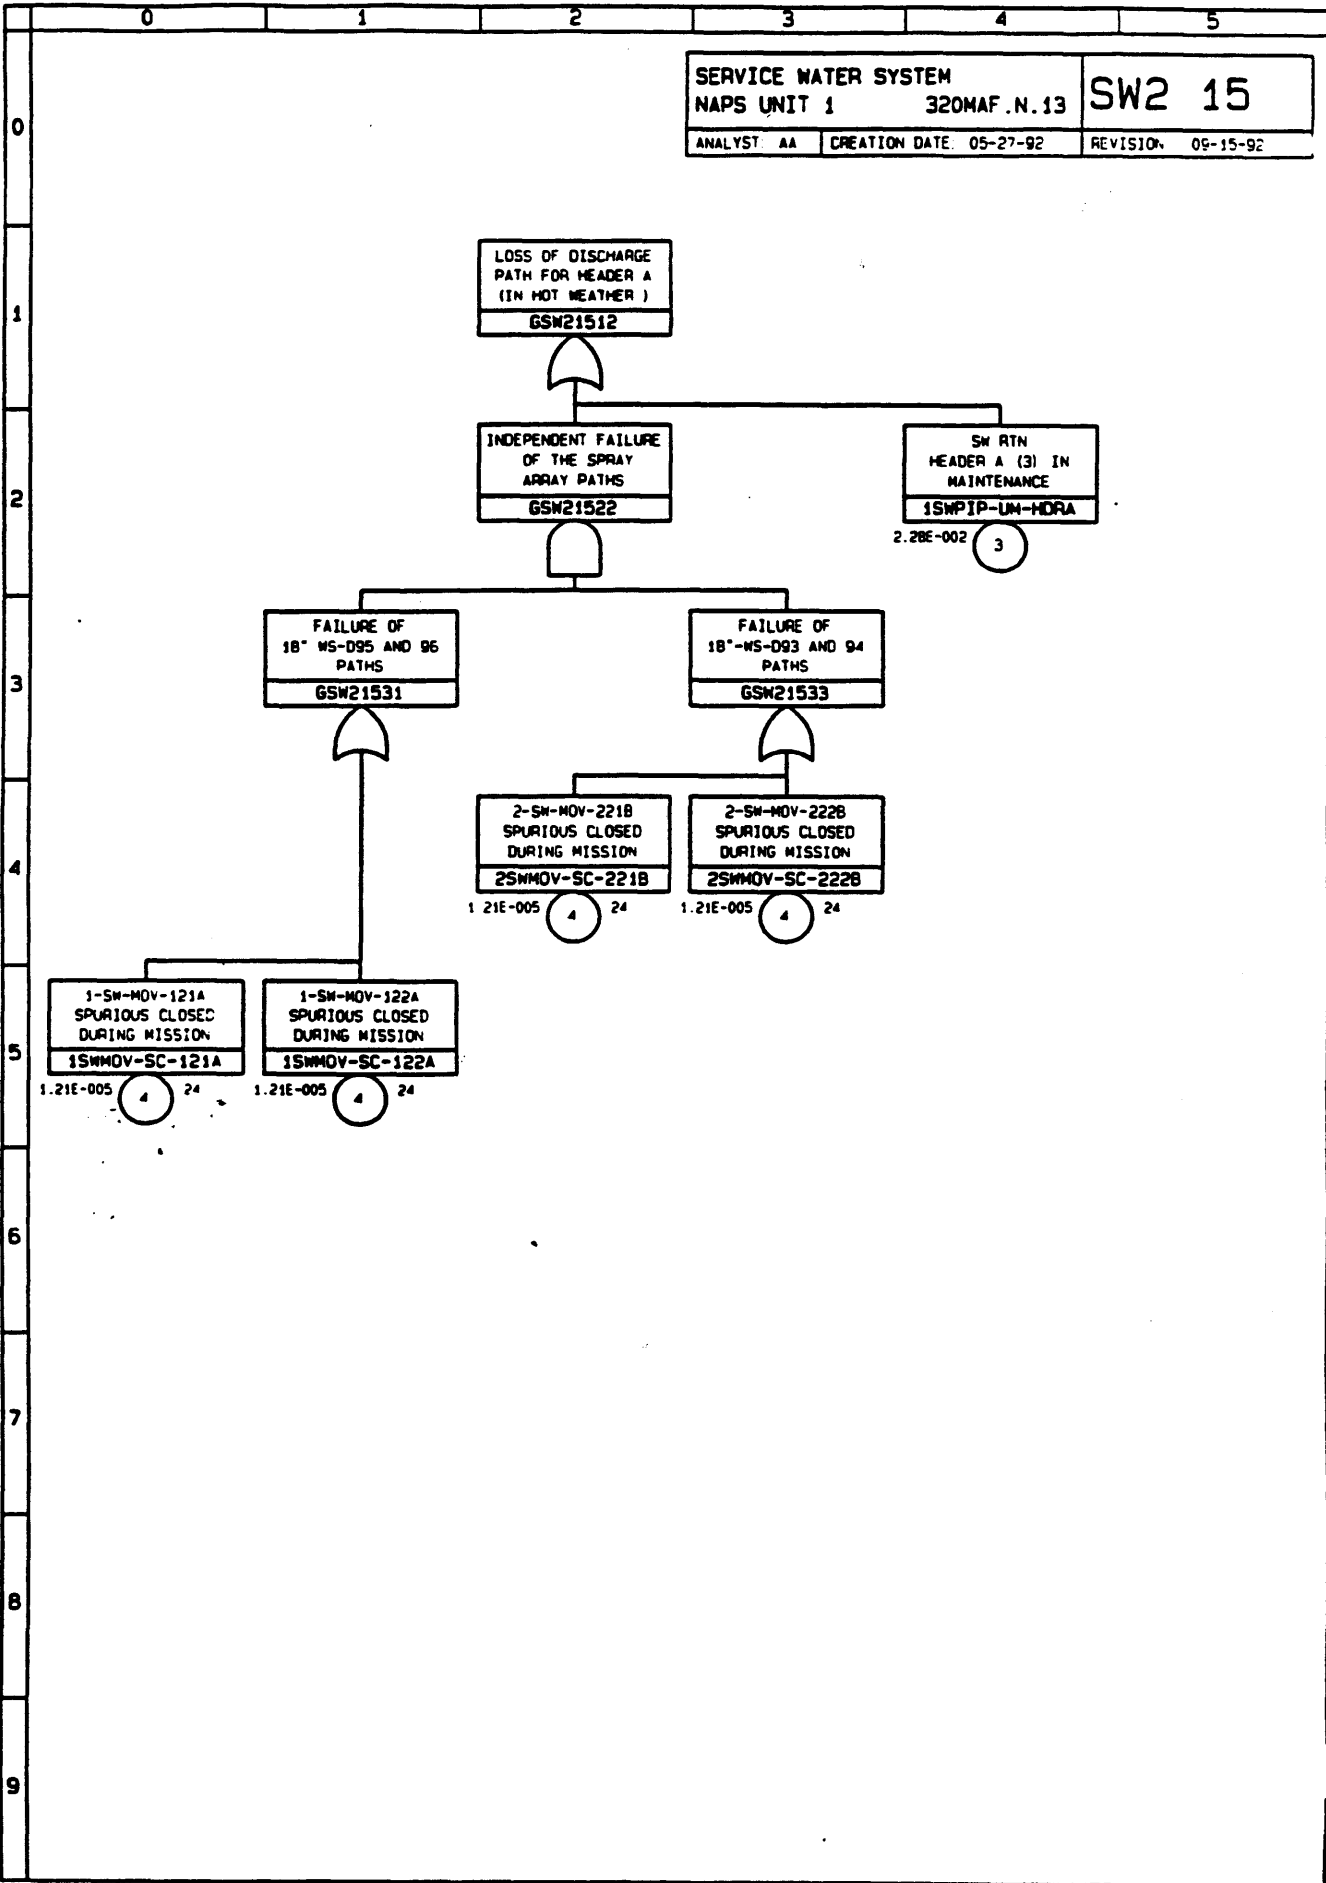 0 1 2 3 4 5
SERVICE WATER SYSTEM
NAPS UNIT 1 320MAF.N.13
SW2 15
ANALYST: AA CREATION DATE: 05-27-92 REVISION 09-15-92
0
LOSS OF DISCHARGE
PATH FOR HEADER A
(IN HOT WEATHER )
GSW21512
1
INDEPENDENT FAILURE
OF THE SPRAY
ARRAY PATHS
GSW21522
SW RTN
HEADER A (3) IN
MAINTENANCE
1SWPIP-UM-HDRA
2.28E-002 3
2
FAILURE OF
18" WS-D95 AND 96
PATHS
GSW21531
FAILURE OF
18"-WS-D93 AND 94
PATHS
GSW21533
3
2-SW-MOV-221B
SPURIOUS CLOSED
DURING MISSION
2SWMOV-SC-221B
1 21E-005 4 24
2-SW-MOV-222B
SPURIOUS CLOSED
DURING MISSION
2SWMOV-SC-222B
1.21E-005 4 24
4
1-SW-MOV-121A
SPURIOUS CLOSED
DURING MISSION
1SWMOV-SC-121A
1.21E-005 4 24
1-SW-MOV-122A
SPURIOUS CLOSED
DURING MISSION
1SWMOV-SC-122A
1.21E-005 4 24
5
6
7
8
9